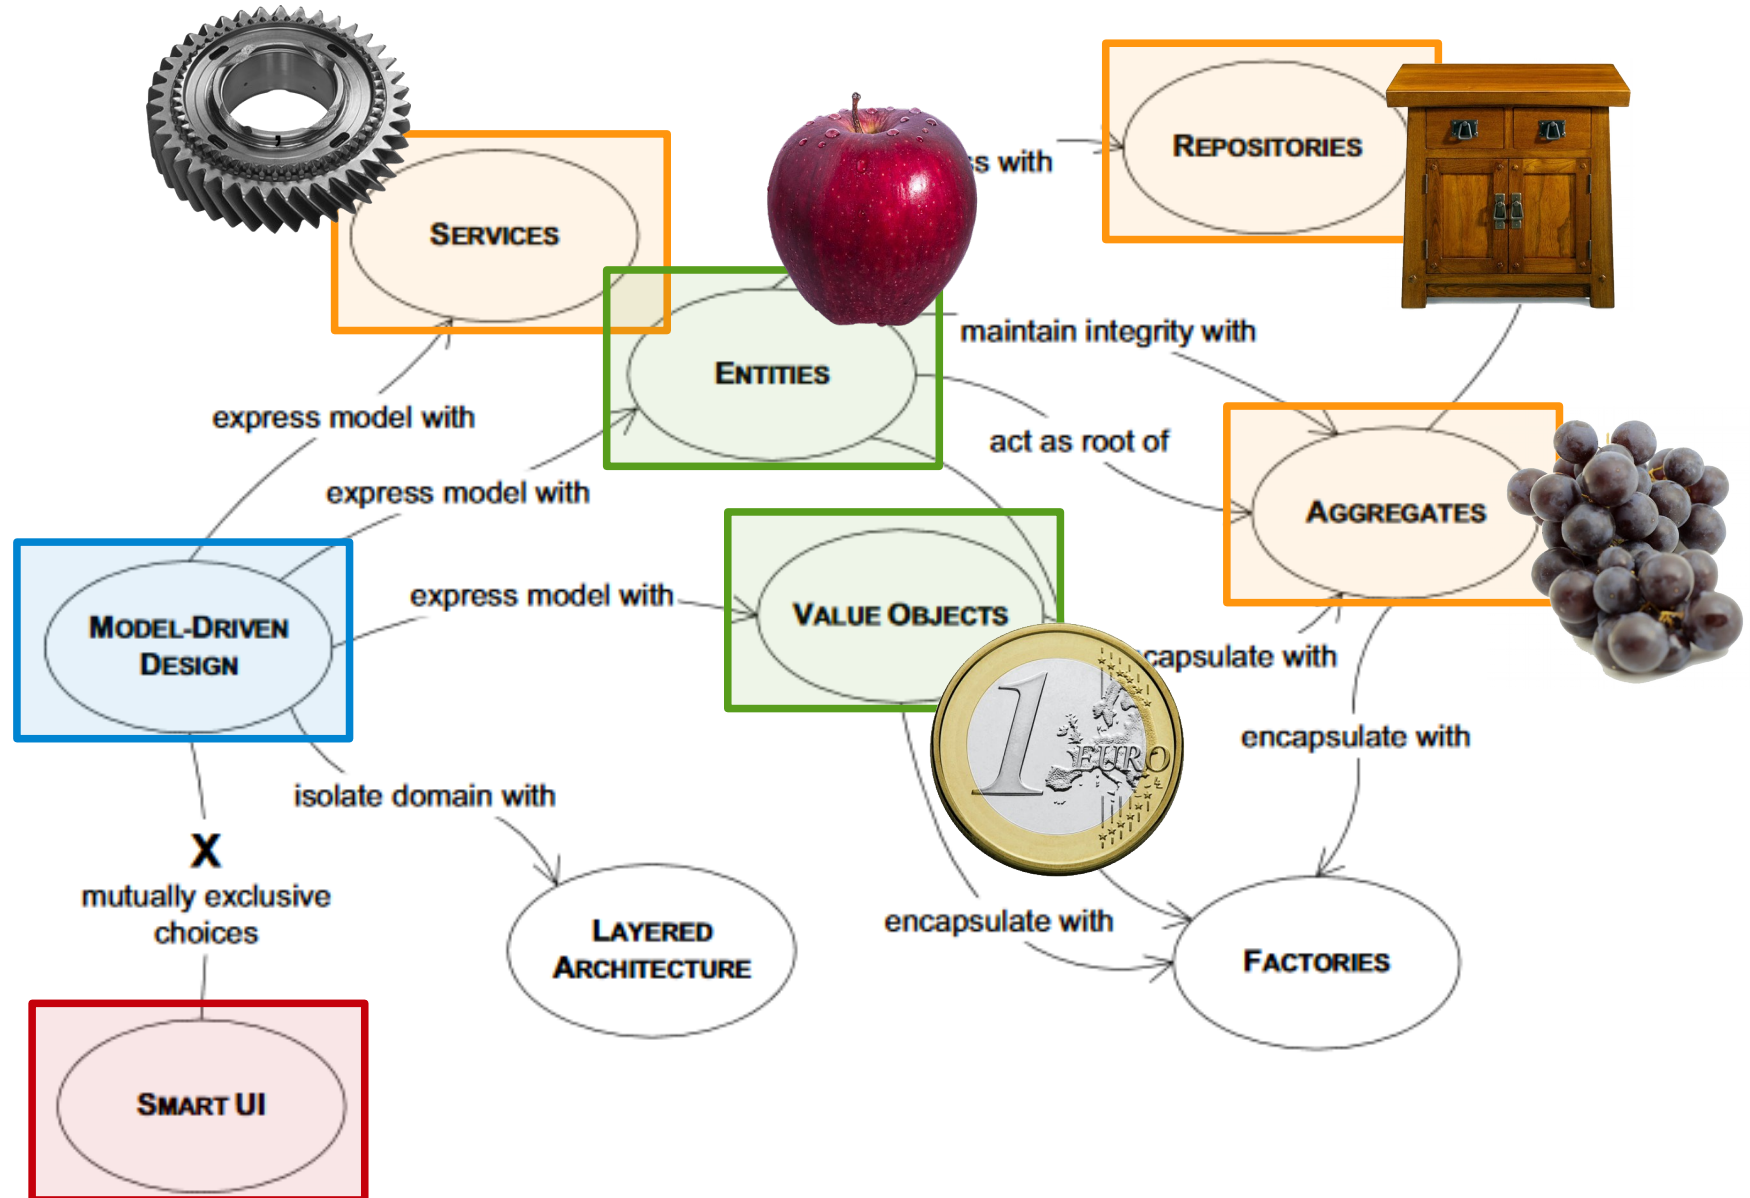 REPOSITORIES
with
SERVICES
maintain integrity with
ENTITIES
express model with
act as root of
express model with
AGGREGATES
express model with
VALUE OBJECTS
MODEL-DRIVEN
DESIGN
with
encapsulate with
1
EURO
isolate domain with
X
mutually exclusive
choices
encapsulate with
LAYERED
ARCHITECTURE
FACTORIES
SMART UI